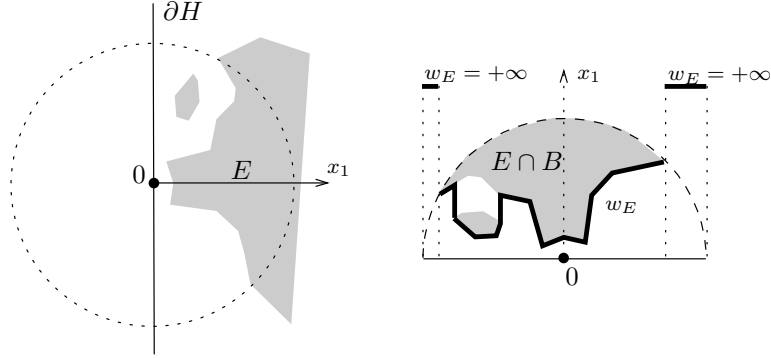 ∂H
0
E
x₁
w_E = +∞
x₁
w_E = +∞
E ∩ B
w_E
0